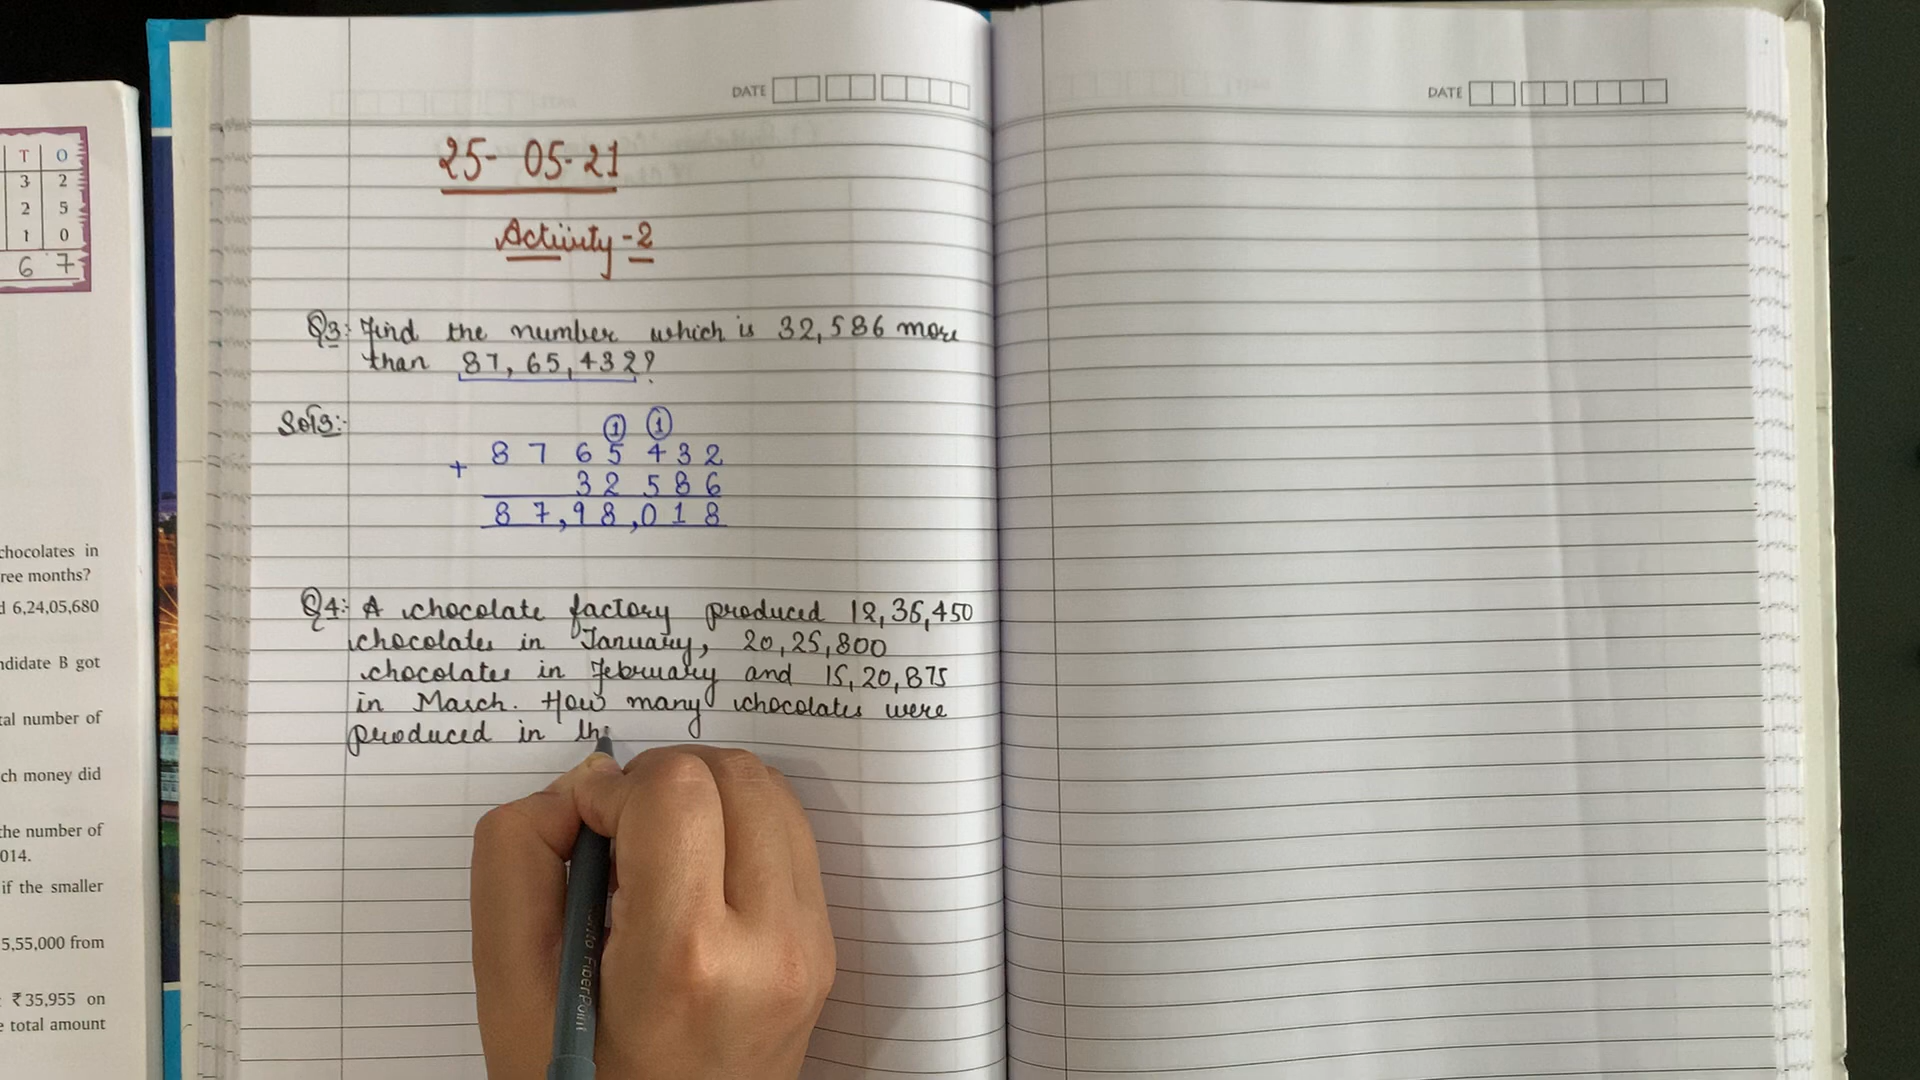 T O
3 2
2 5
1 0
6 7
chocolates in
ree months?
d 6,24,05,680
ndidate B got
tal number of
ch money did
the number of
014.
if the smaller
5,55,000 from
: ₹35,955 on
e total amount
DATE
25-05-21
Activity-2
Q3: Find the number which is 32,586 more
than 87,65,432?
Sol3:-
1 1
8 7 6 5 4 3 2
+ 3 2 5 8 6
8 7,9 8,0 1 8
Q4: A chocolate factory produced 12,36,450
chocolates in January, 20,25,800
chocolates in February and 15,20,875
in March. How many chocolates were
produced in th
FIBERPOINT
DATE